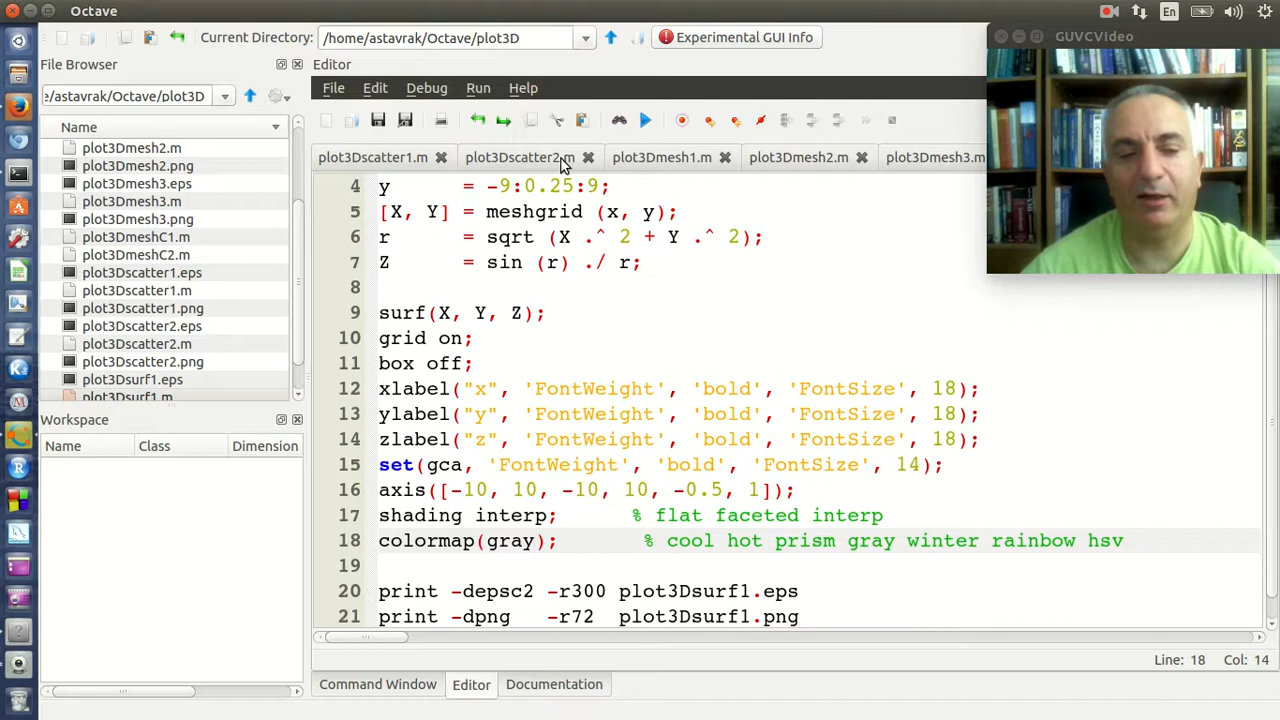 Octave
En
Current Directory: /home/astavrak/Octave/plot3D
Experimental GUI Info
GUVCVIdeo
File Browser
Editor
e/astavrak/Octave/plot3D
File Edit Debug Run Help
Name
plot3Dmesh2.m
plot3Dmesh2.png
plot3Dmesh3.eps
plot3Dmesh3.m
plot3Dmesh3.png
plot3DmeshC1.m
plot3DmeshC2.m
plot3Dscatter1.eps
plot3Dscatter1.m
plot3Dscatter1.png
plot3Dscatter2.eps
plot3Dscatter2.m
plot3Dscatter2.png
plot3Dsurf1.eps
plot3Dsurf1.m
Workspace
Name Class Dimension
plot3Dscatter1.m plot3Dscatter2.m plot3Dmesh1.m plot3Dmesh2.m plot3Dmesh3.m
4 y = -9:0.25:9;
5 [X, Y] = meshgrid (x, y);
6 r = sqrt (X .^ 2 + Y .^ 2);
7 Z = sin (r) ./ r;
8
9 surf(X, Y, Z);
10 grid on;
11 box off;
12 xlabel("x", 'FontWeight', 'bold', 'FontSize', 18);
13 ylabel("y", 'FontWeight', 'bold', 'FontSize', 18);
14 zlabel("z", 'FontWeight', 'bold', 'FontSize', 18);
15 set(gca, 'FontWeight', 'bold', 'FontSize', 14);
16 axis([-10, 10, -10, 10, -0.5, 1]);
17 shading interp; % flat faceted interp
18 colormap(gray); % cool hot prism gray winter rainbow hsv
19
20 print -depsc2 -r300 plot3Dsurf1.eps
21 print -dpng -r72 plot3Dsurf1.png
Line: 18 Col: 14
Command Window Editor Documentation